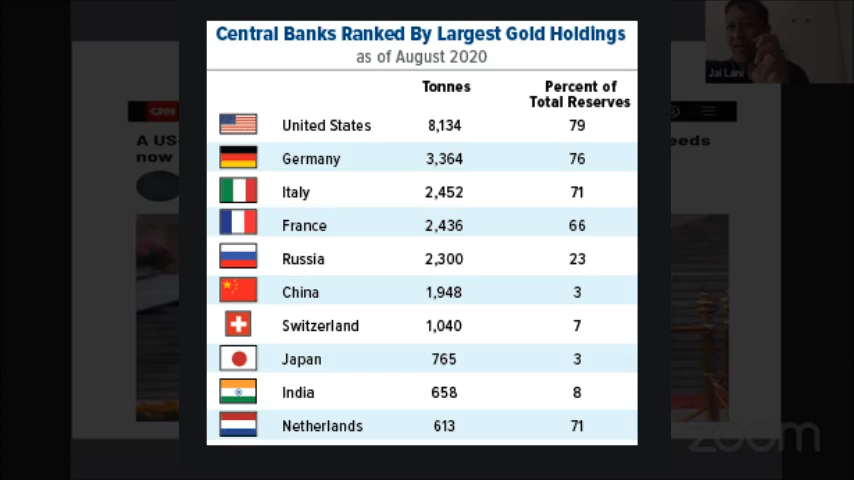 Central Banks Ranked By Largest Gold Holdings
as of August 2020
Tonnes Percent of
Total Reserves
United States 8,134 79
Germany 3,364 76
Italy 2,452 71
France 2,436 66
Russia 2,300 23
China 1,948 3
Switzerland 1,040 7
Japan 765 3
India 658 8
Netherlands 613 71
Jai Lani
CNN
A US
eeds
now
zoom